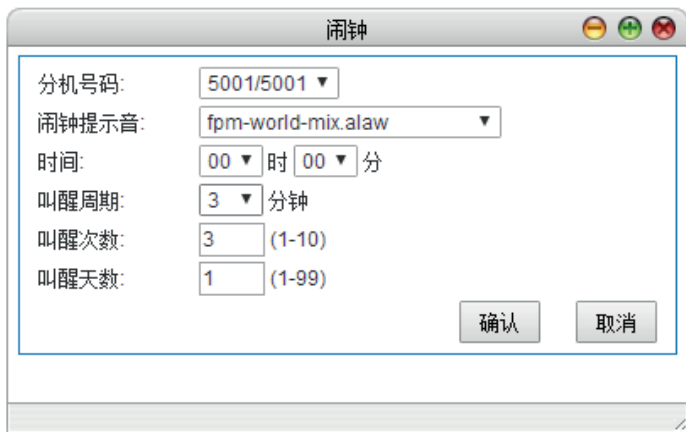 闹钟
分机号码: 5001/5001
闹钟提示音: fpm-world-mix.alaw
时间: 00 时 00 分
叫醒周期: 3 分钟
叫醒次数: 3 (1-10)
叫醒天数: 1 (1-99)
确认 取消